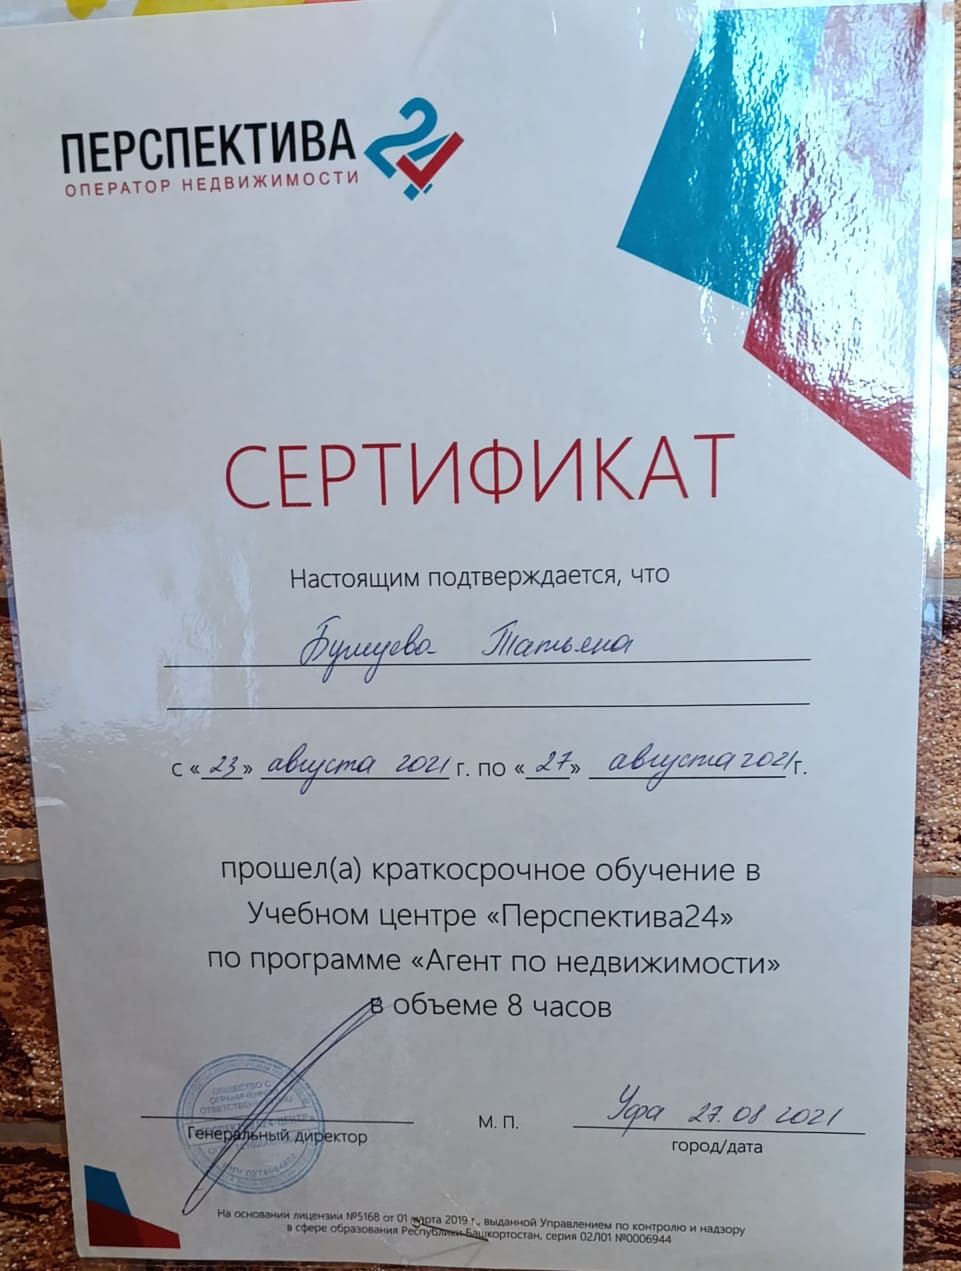 ПЕРСПЕКТИВА 24
ОПЕРАТОР НЕДВИЖИМОСТИ
СЕРТИФИКАТ
Настоящим подтверждается, что
Татьяна
с «23» августа 2021 г. по «27» августа 2021 г.
прошел(а) краткосрочное обучение в
Учебном центре «Перспектива24»
по программе «Агент по недвижимости»
в объеме 8 часов
ОБЩЕСТВО С
Генеральный директор
М. П.
Уфа 27.08 2021
город/дата
На основании лицензии №5168 от 01 марта 2019 г., выданной Управлением по контролю и надзору
в сфере образования Республики Башкортостан, серия 02Л01 №0006944